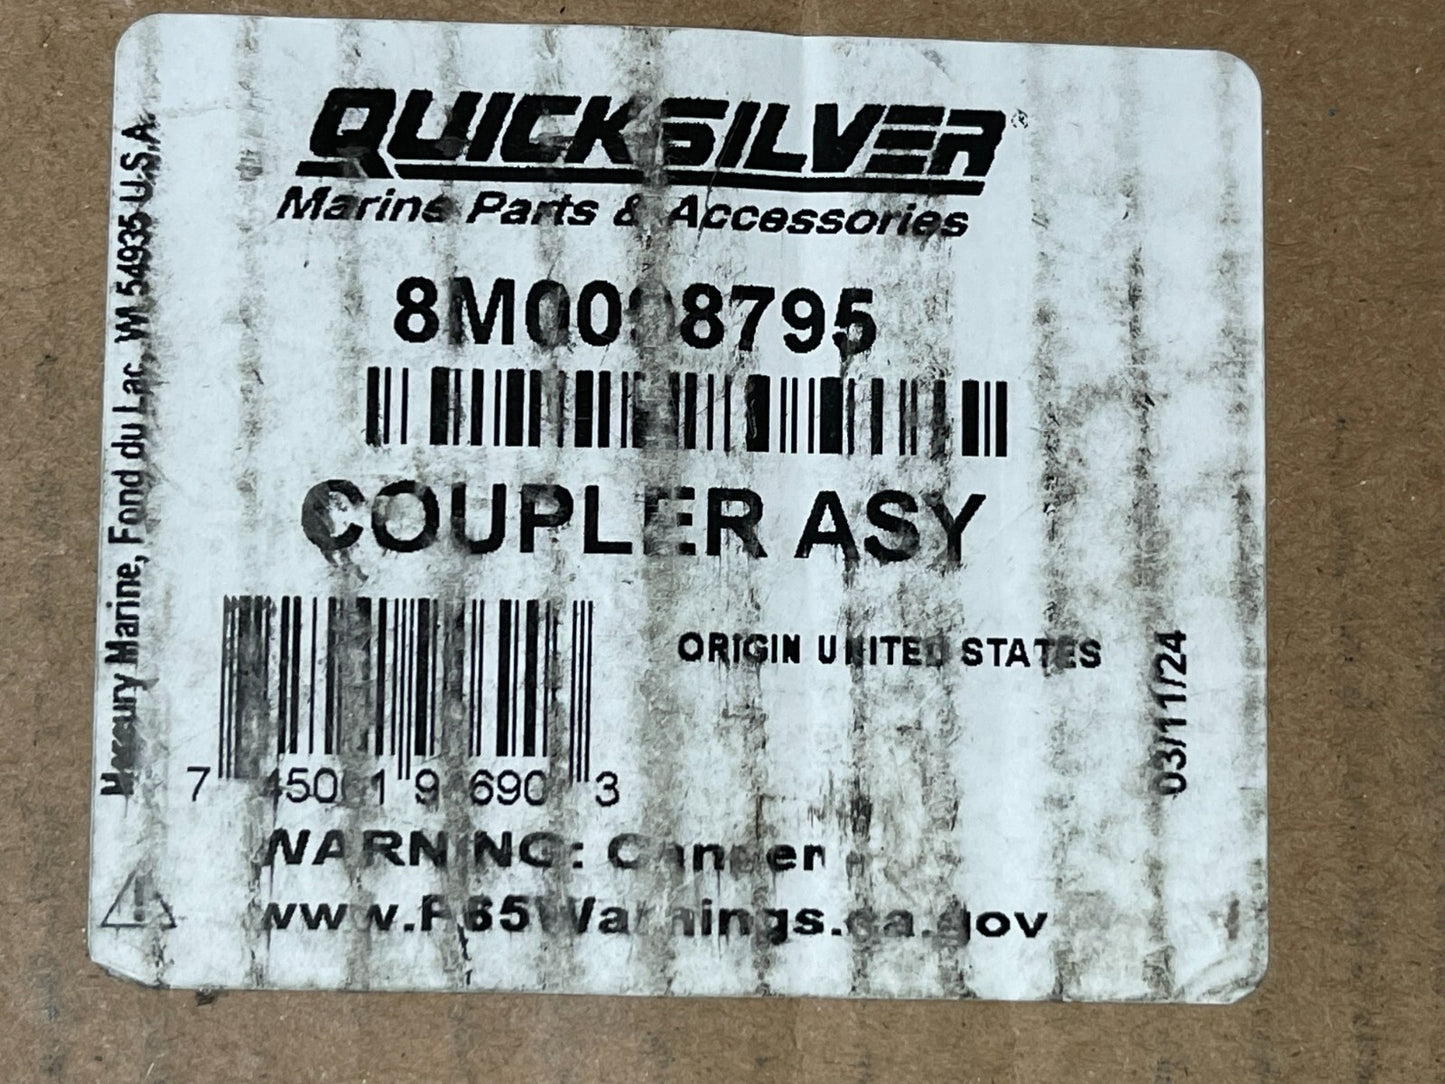 QUICKSILVER®
Marine Parts & Accessories
COUPLER ASY
ORIGIN UNITED STATES
03/11/24
WARNING: Cancer -
www.P65Warnings.ca.gov
Mercury Marine, Fond du Lac, WI 54935 U.S.A.